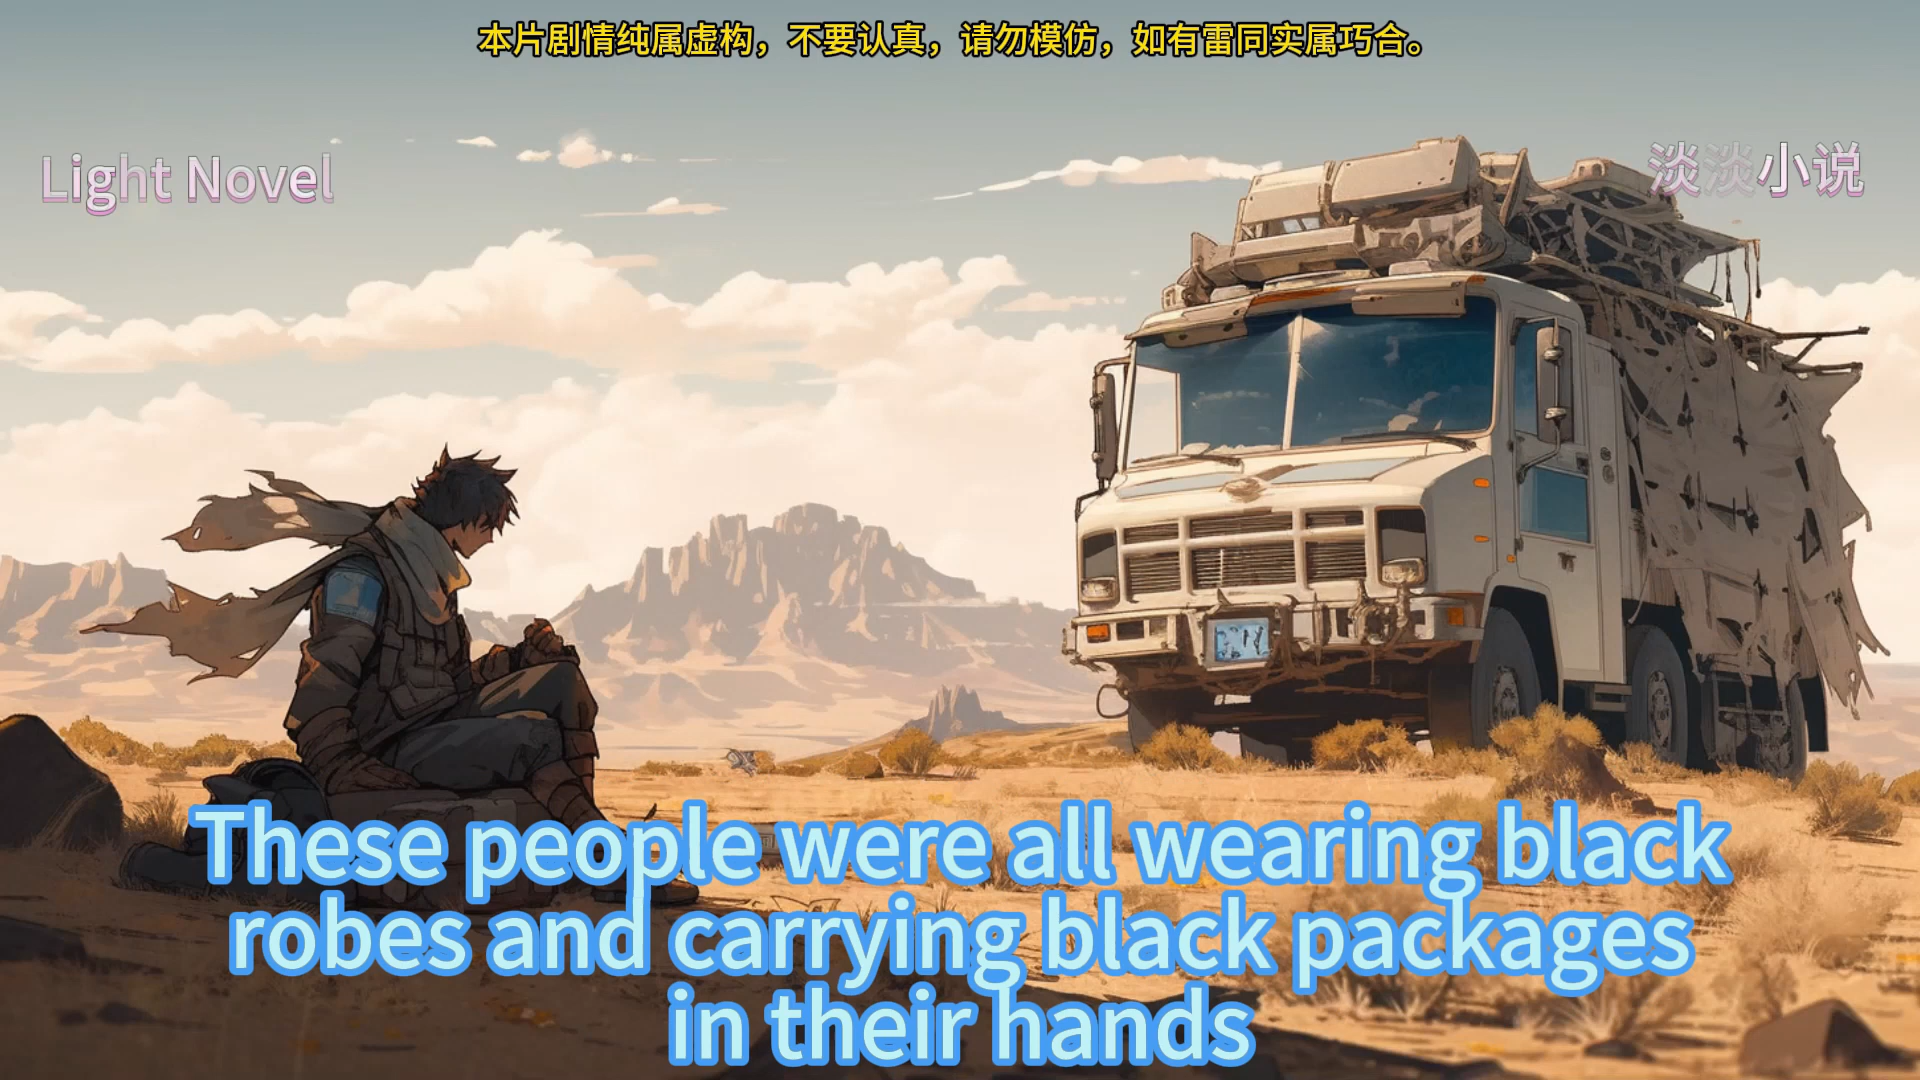 本片剧情纯属虚构，不要认真，请勿模仿，如有雷同实属巧合。
Light Novel
淡淡小说
These people were all wearing black
robes and carrying black packages
in their hands